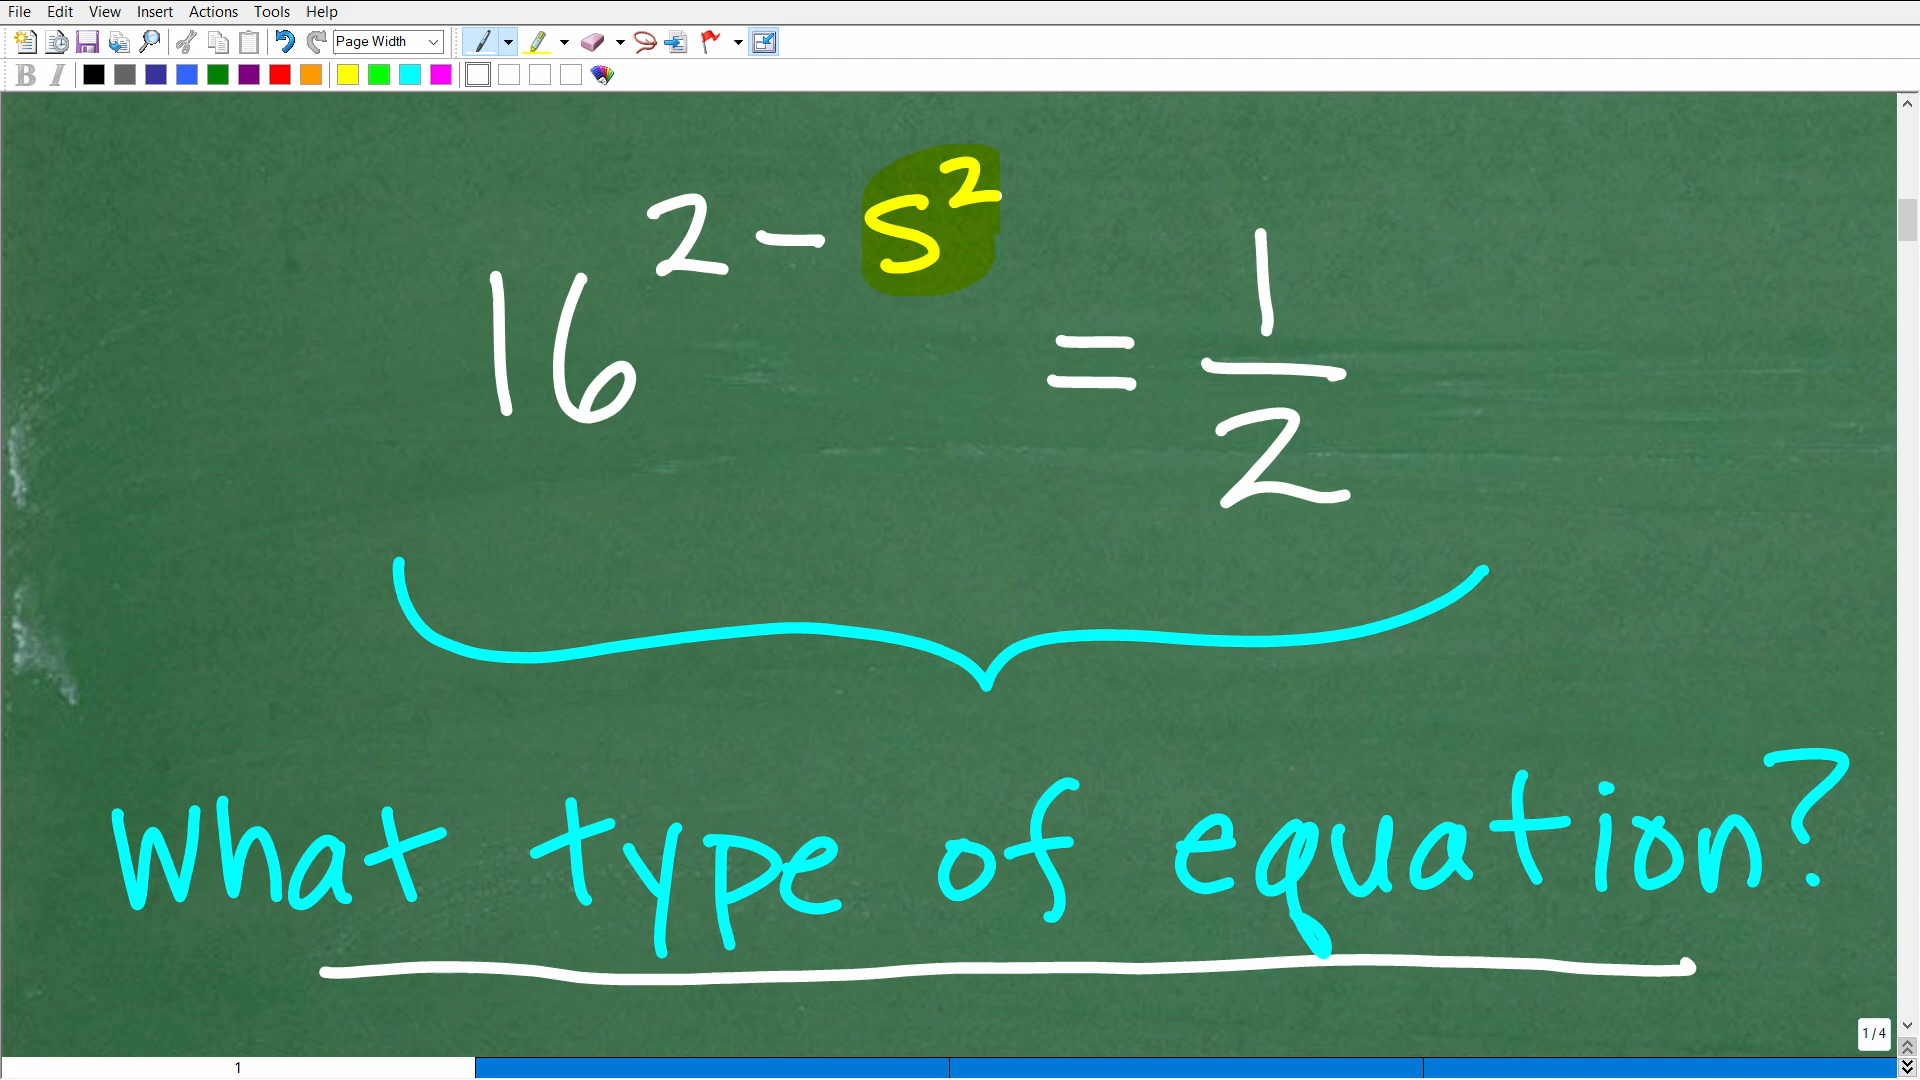 File Edit View Insert Actions Tools Help
Page Width
B I
16^{2 - s^2} = \frac{1}{2}
What type of equation?
1 / 4
1